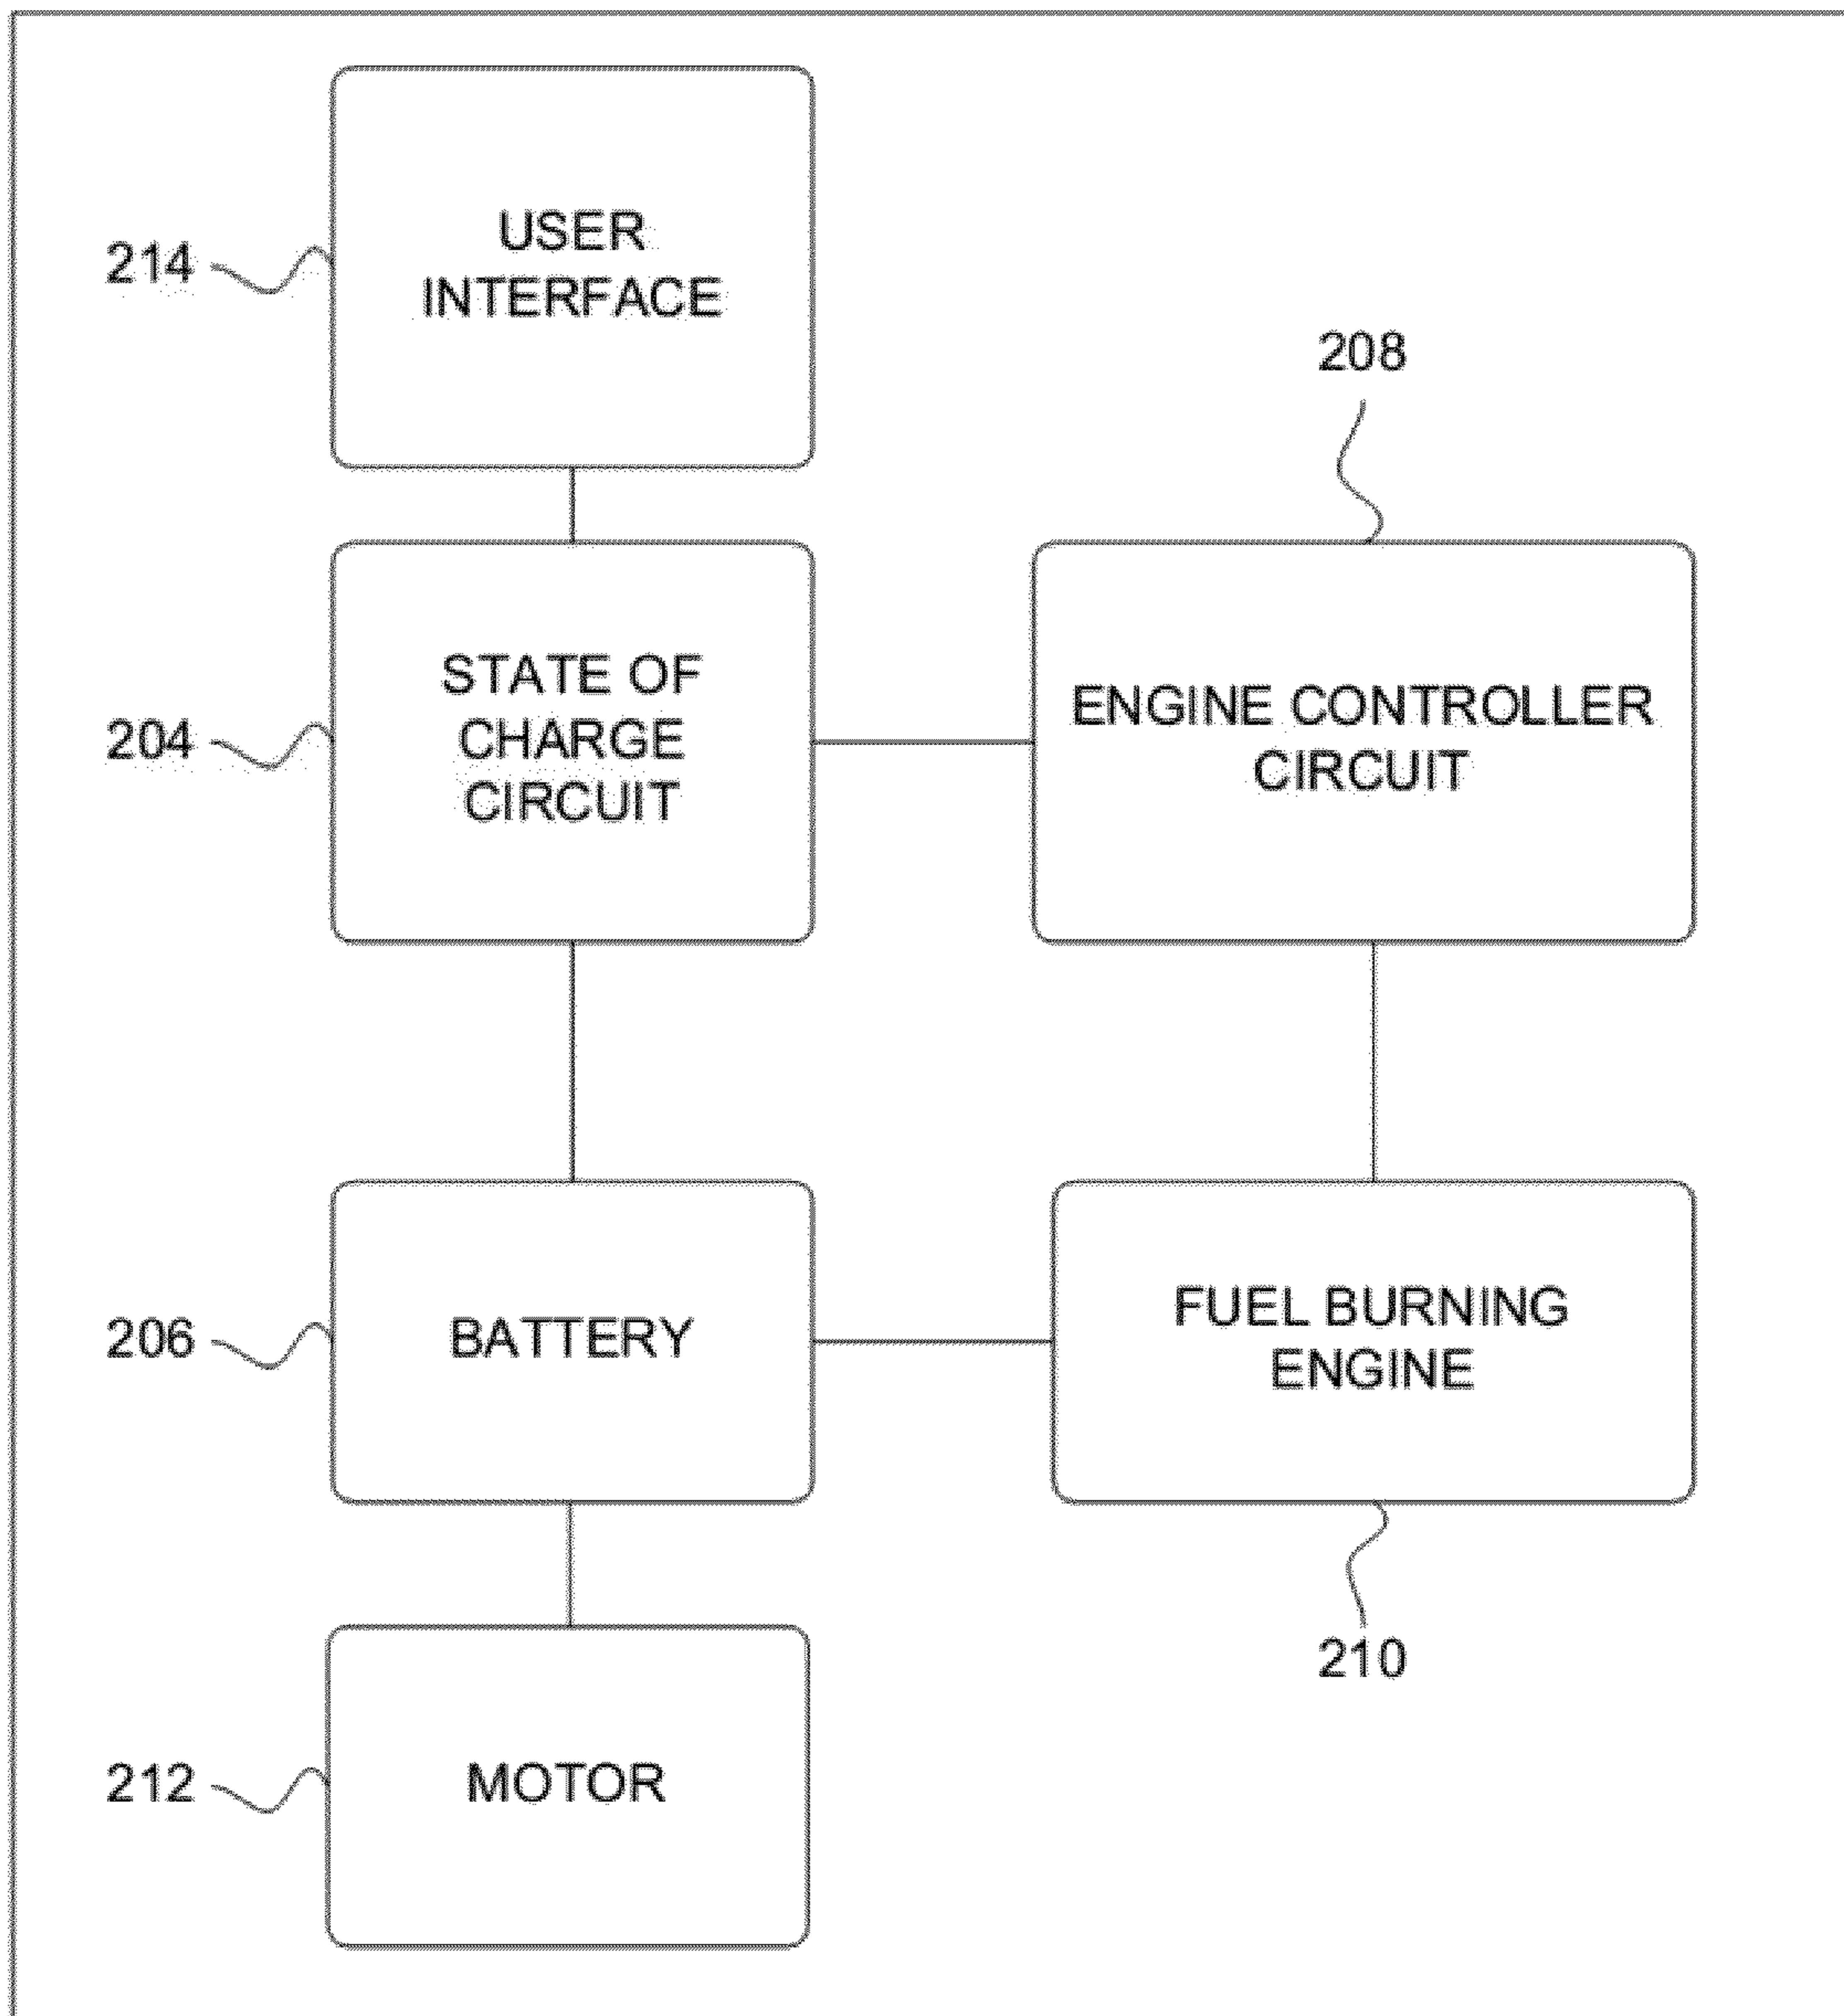 214
USER
INTERFACE
208
204
STATE OF
CHARGE
CIRCUIT
ENGINE CONTROLLER
CIRCUIT
206
BATTERY
FUEL BURNING
ENGINE
210
212
MOTOR